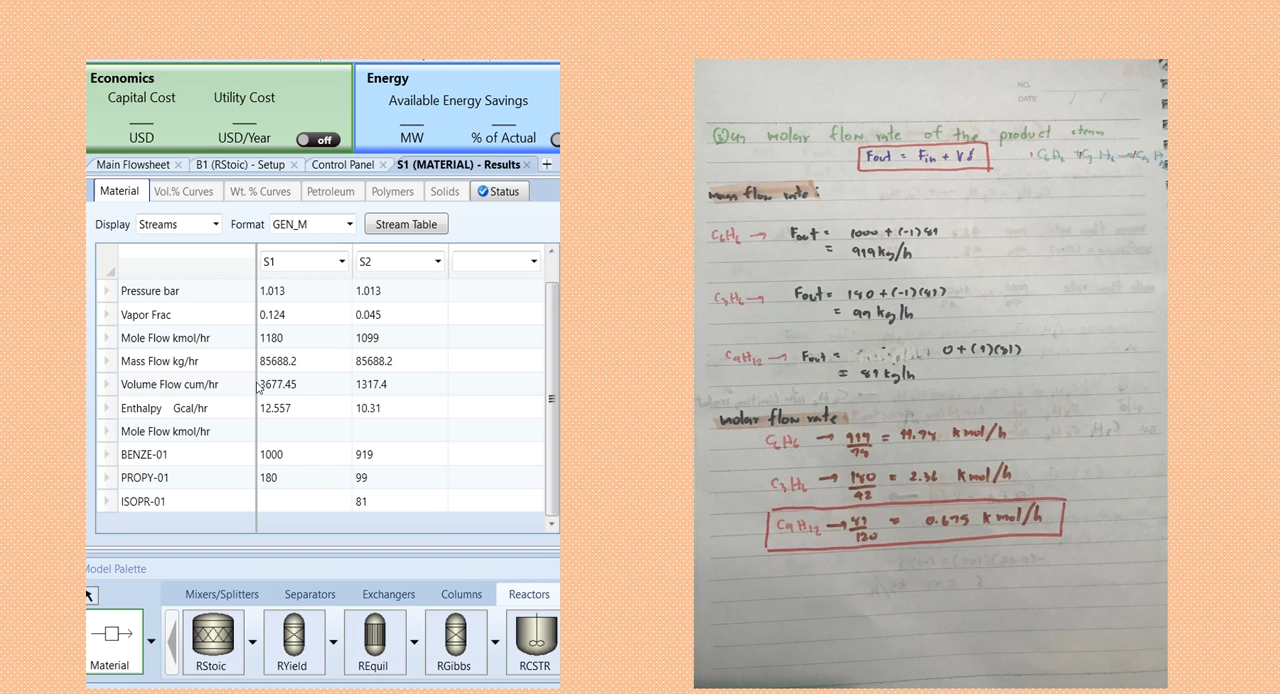 Economics
Capital Cost Utility Cost
USD USD/Year off
Energy
Available Energy Savings
MW % of Actual
Main Flowsheet B1 (RStoic) - Setup Control Panel S1 (MATERIAL) - Results +
Material Vol.% Curves Wt. % Curves Petroleum Polymers Solids Status
Display Streams Format GEN_M Stream Table
S1 S2
Pressure bar 1.013 1.013
Vapor Frac 0.124 0.045
Mole Flow kmol/hr 1180 1099
Mass Flow kg/hr 85688.2 85688.2
Volume Flow cum/hr 3677.45 1317.4
Enthalpy Gcal/hr 12.557 10.31
Mole Flow kmol/hr
BENZE-01 1000 919
PROPY-01 180 99
ISOPR-01 81
Model Palette
Mixers/Splitters Separators Exchangers Columns Reactors
Material RStoic RYield REquil RGibbs RCSTR
NO.
DATE / /
molar flow rate of the product
Fout = Fin +
mass flow rate :
C6H6 → Fout = 1000 + (-1) 81
= 919 kg/h
C3H6 → Fout = 180 + (-1)(81)
= 99 kg/h
C9H12 → Fout = 0 + (1)(81)
= 81 kg/h
molar flow rate
C6H6 → 919/78 = 11.78 kmol/h
C3H6 → = 2.36 kmol/h
C9H12 → 81/120 = 0.675 kmol/h